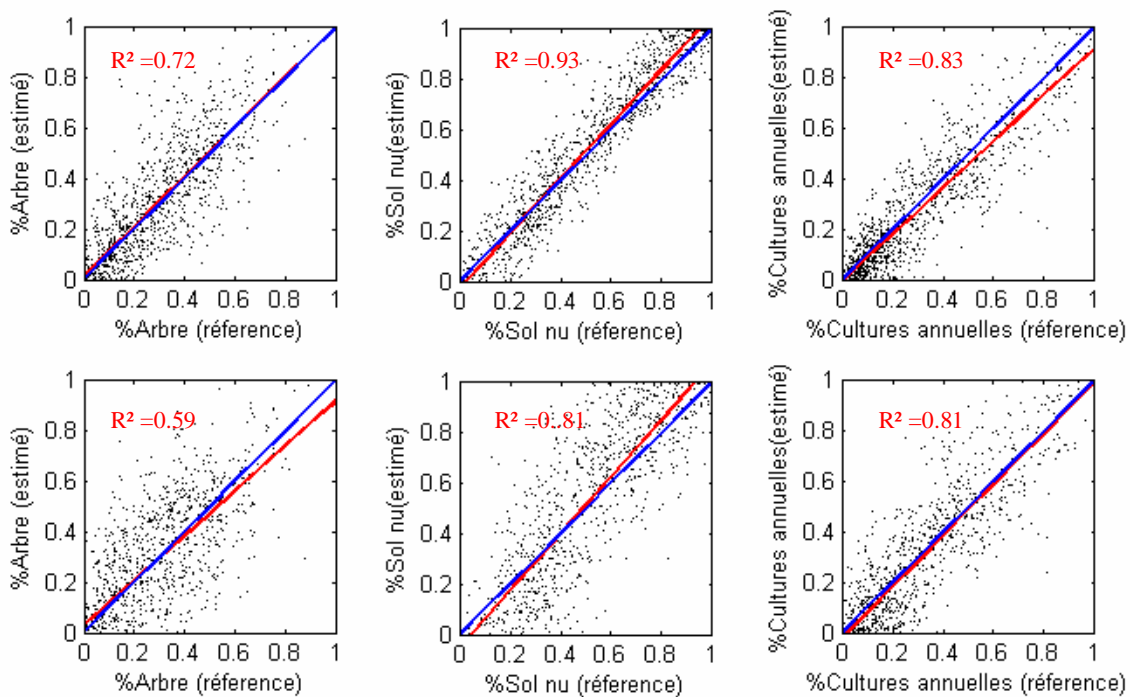 1
0.8
0.6
0.4
0.2
0
%Arbre (estimé)
R² =0.72
0 0.2 0.4 0.6 0.8 1
%Arbre (réference)
1
0.8
0.6
0.4
0.2
0
%Sol nu(estimé)
R² =0.93
0 0.2 0.4 0.6 0.8 1
%Sol nu (réference)
1
0.8
0.6
0.4
0.2
0
%Cultures annuelles(estimé)
R² =0.83
0 0.2 0.4 0.6 0.8 1
%Cultures annuelles (réference)
1
0.8
0.6
0.4
0.2
0
%Arbre (estimé)
R² =0.59
0 0.2 0.4 0.6 0.8 1
%Arbre (réference)
1
0.8
0.6
0.4
0.2
0
%Sol nu(estimé)
R² =0.81
0 0.2 0.4 0.6 0.8 1
%Sol nu (réference)
1
0.8
0.6
0.4
0.2
0
%Cultures annuelles(estimé)
R² =0.81
0 0.2 0.4 0.6 0.8 1
%Cultures annuelles (réference)